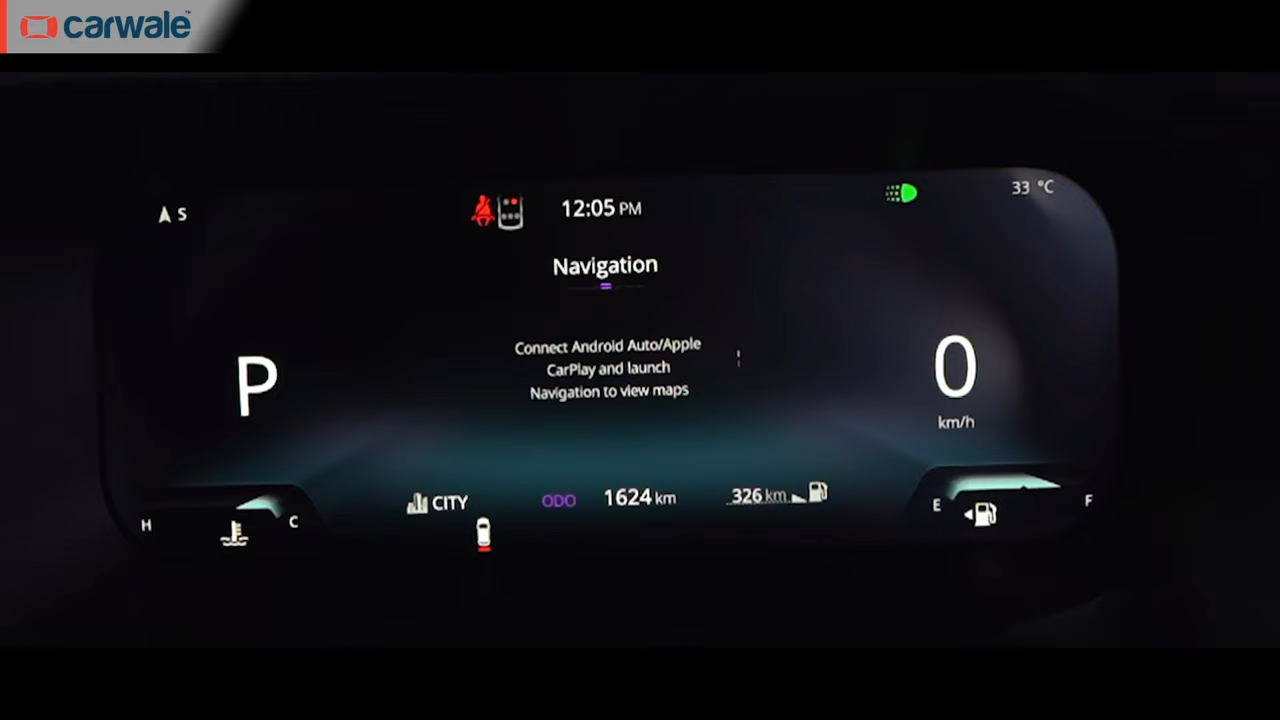 carwale™
S
12:05 PM
33 °C
Navigation
Connect Android Auto/Apple
CarPlay and launch
Navigation to view maps
P
0
km/h
H
C
CITY
ODO
1624 km
326 km
E
F